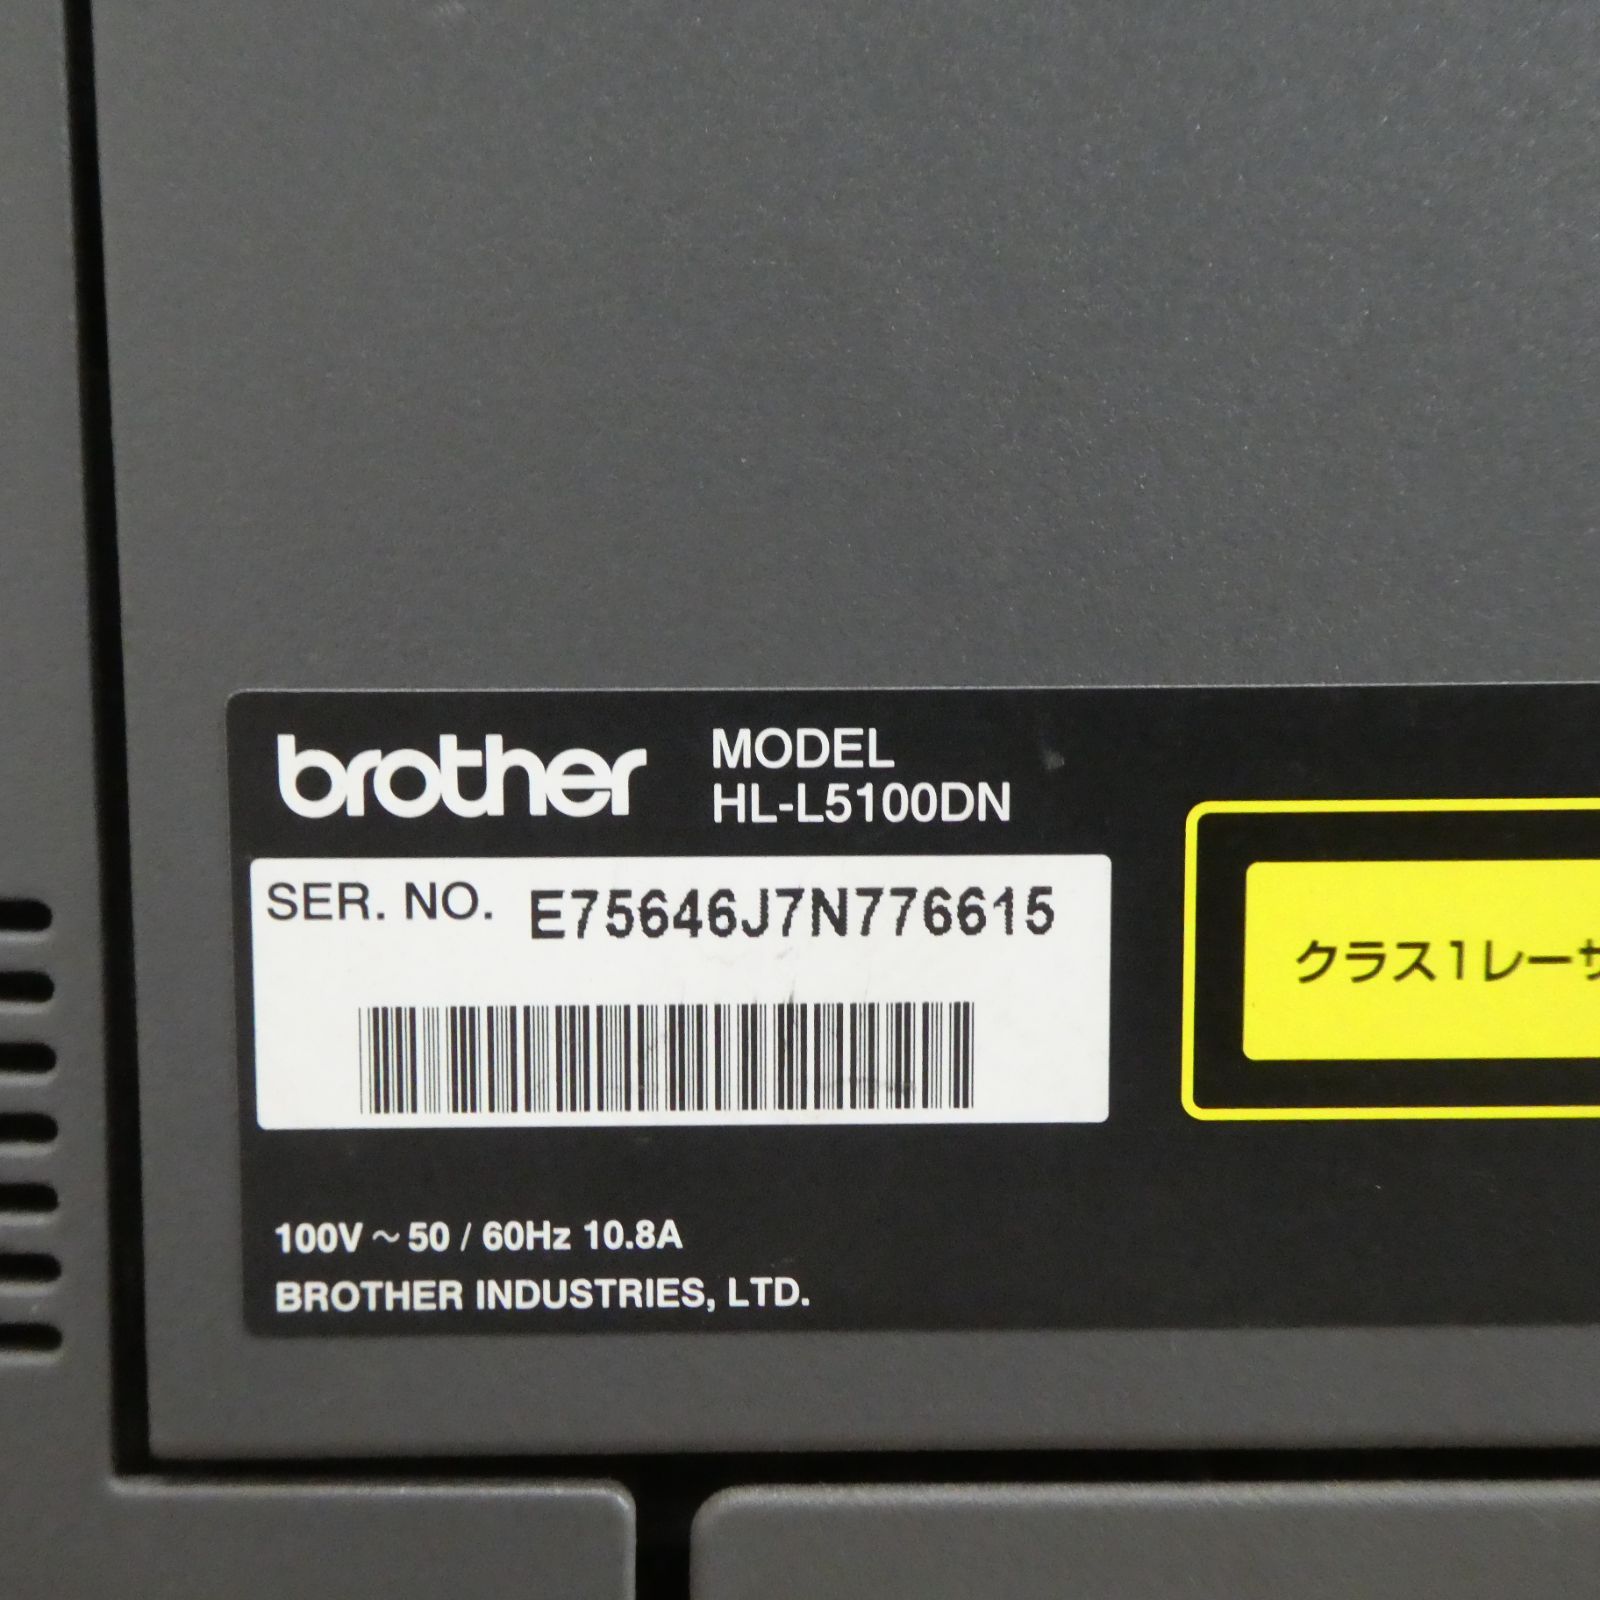 brother
MODEL
HL-L5100DN
SER. NO. E75646J7N776615
クラス1レーザ
100V ~ 50 / 60Hz 10.8A
BROTHER INDUSTRIES, LTD.